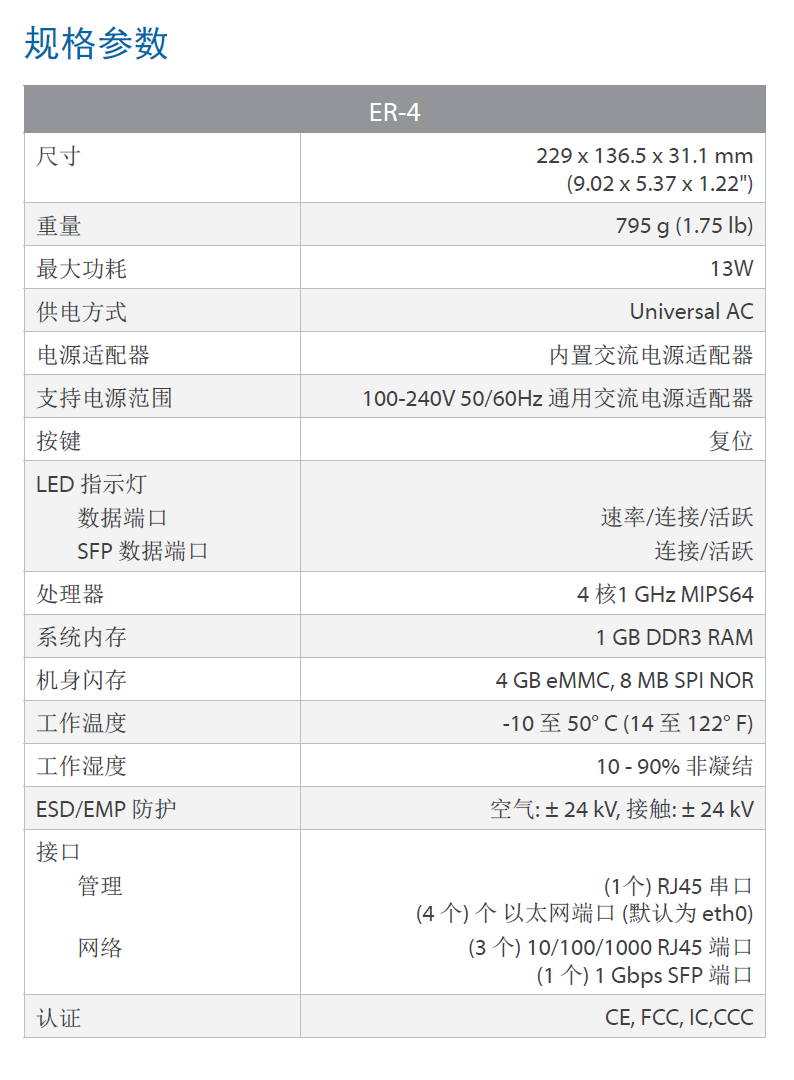 规格参数
ER-4
尺寸
229 x 136.5 x 31.1 mm
(9.02 x 5.37 x 1.22")
重量
795 g (1.75 lb)
最大功耗
13W
供电方式
Universal AC
电源适配器
内置交流电源适配器
支持电源范围
100-240V 50/60Hz 通用交流电源适配器
按键
复位
LED 指示灯
数据端口
速率/连接/活跃
SFP 数据端口
连接/活跃
处理器
4 核1 GHz MIPS64
系统内存
1 GB DDR3 RAM
机身闪存
4 GB eMMC, 8 MB SPI NOR
工作温度
-10 至 50° C (14 至 122° F)
工作湿度
10 - 90% 非凝结
ESD/EMP 防护
空气: ± 24 kV, 接触: ± 24 kV
接口
管理
(1个) RJ45 串口
(4 个) 个 以太网端口 (默认为 eth0)
网络
(3 个) 10/100/1000 RJ45 端口
(1 个) 1 Gbps SFP 端口
认证
CE, FCC, IC,CCC